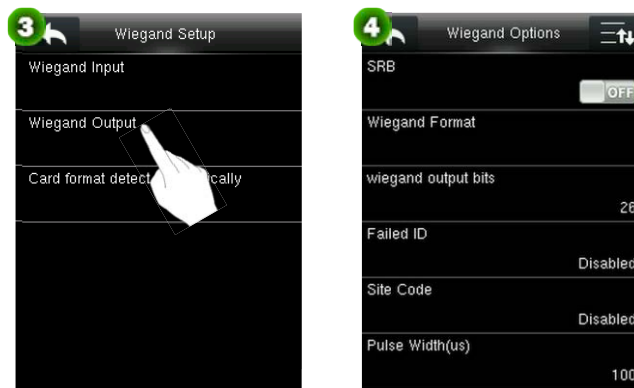 3
Wiegand Setup
Wiegand Input
Wiegand Output
Card format detect cally
4
Wiegand Options
SRB
OFF
Wiegand Format
wiegand output bits
26
Failed ID
Disabled
Site Code
Disabled
Pulse Width(us)
100